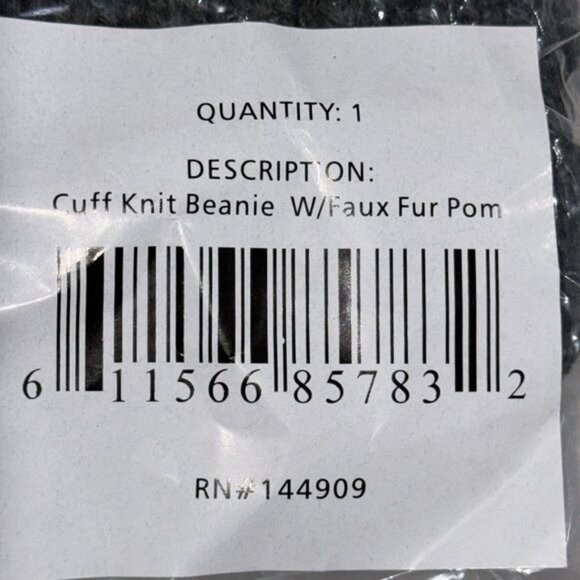 QUANTITY: 1
DESCRIPTION:
Cuff Knit Beanie W/Faux Fur Pom
6 11566 85783 2
RN#144909